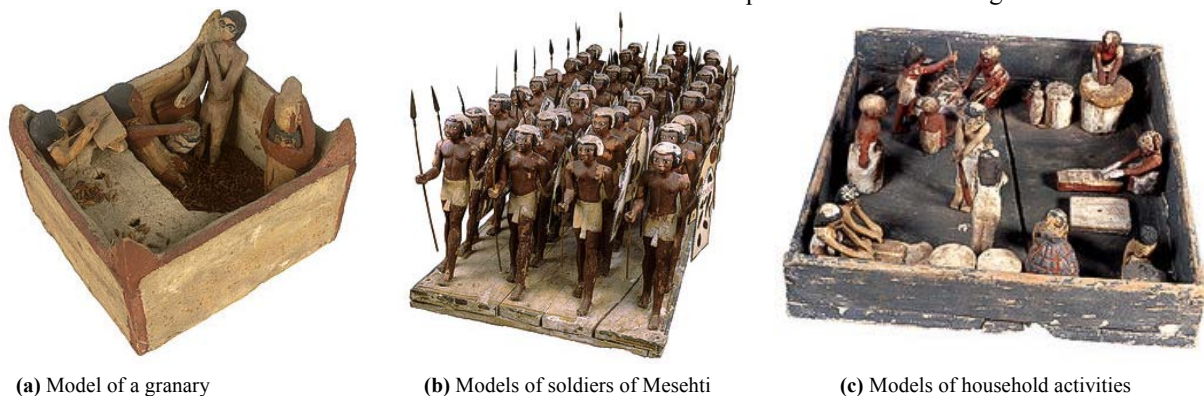 (a) Model of a granary
(b) Models of soldiers of Mesehti
(c) Models of household activities